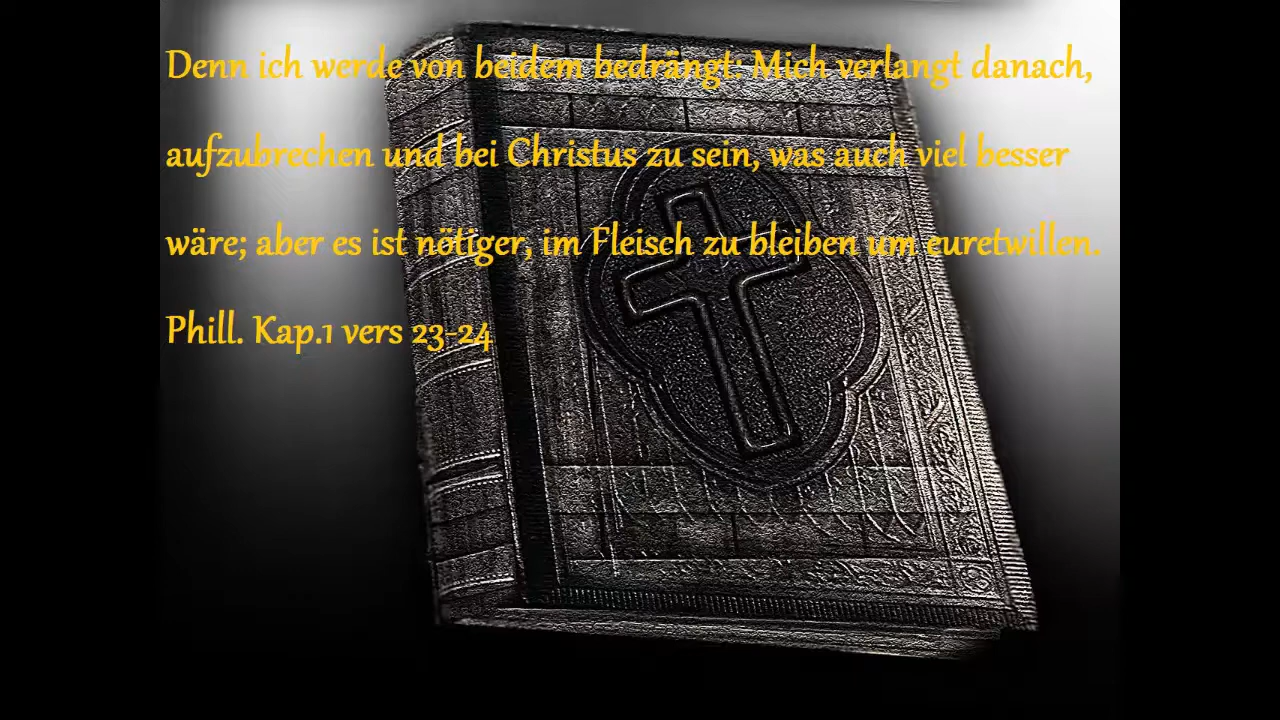 Denn ich werde von beidem bedrängt: Mich verlangt danach,
aufzubrechen und bei Christus zu sein, was auch viel besser
wäre; aber es ist nötiger, im Fleisch zu bleiben um euretwillen.
Phill. Kap.1 vers 23-24